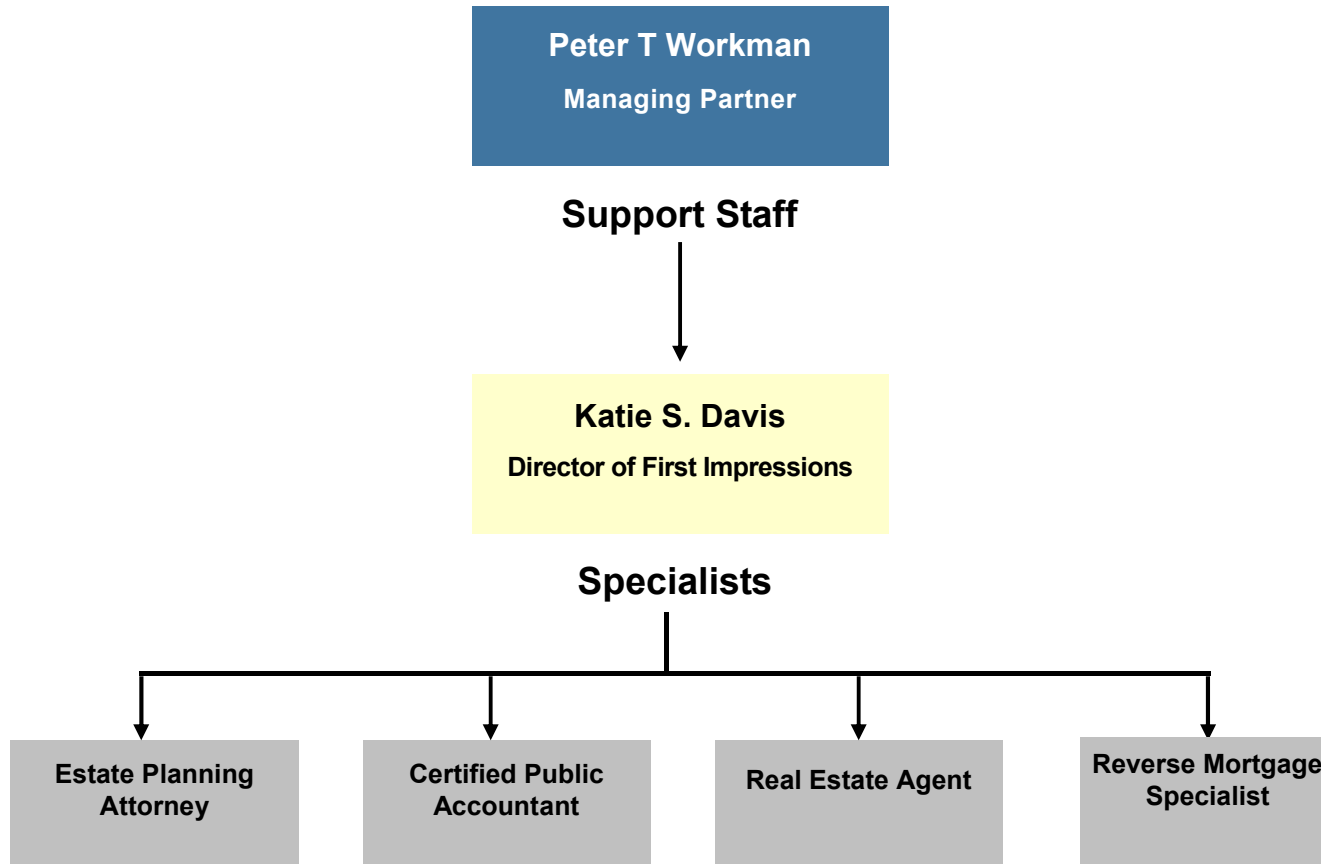 Peter T Workman
Managing Partner
Support Staff
Katie S. Davis
Director of First Impressions
Specialists
Estate Planning
Attorney
Certified Public
Accountant
Real Estate Agent
Reverse Mortgage
Specialist